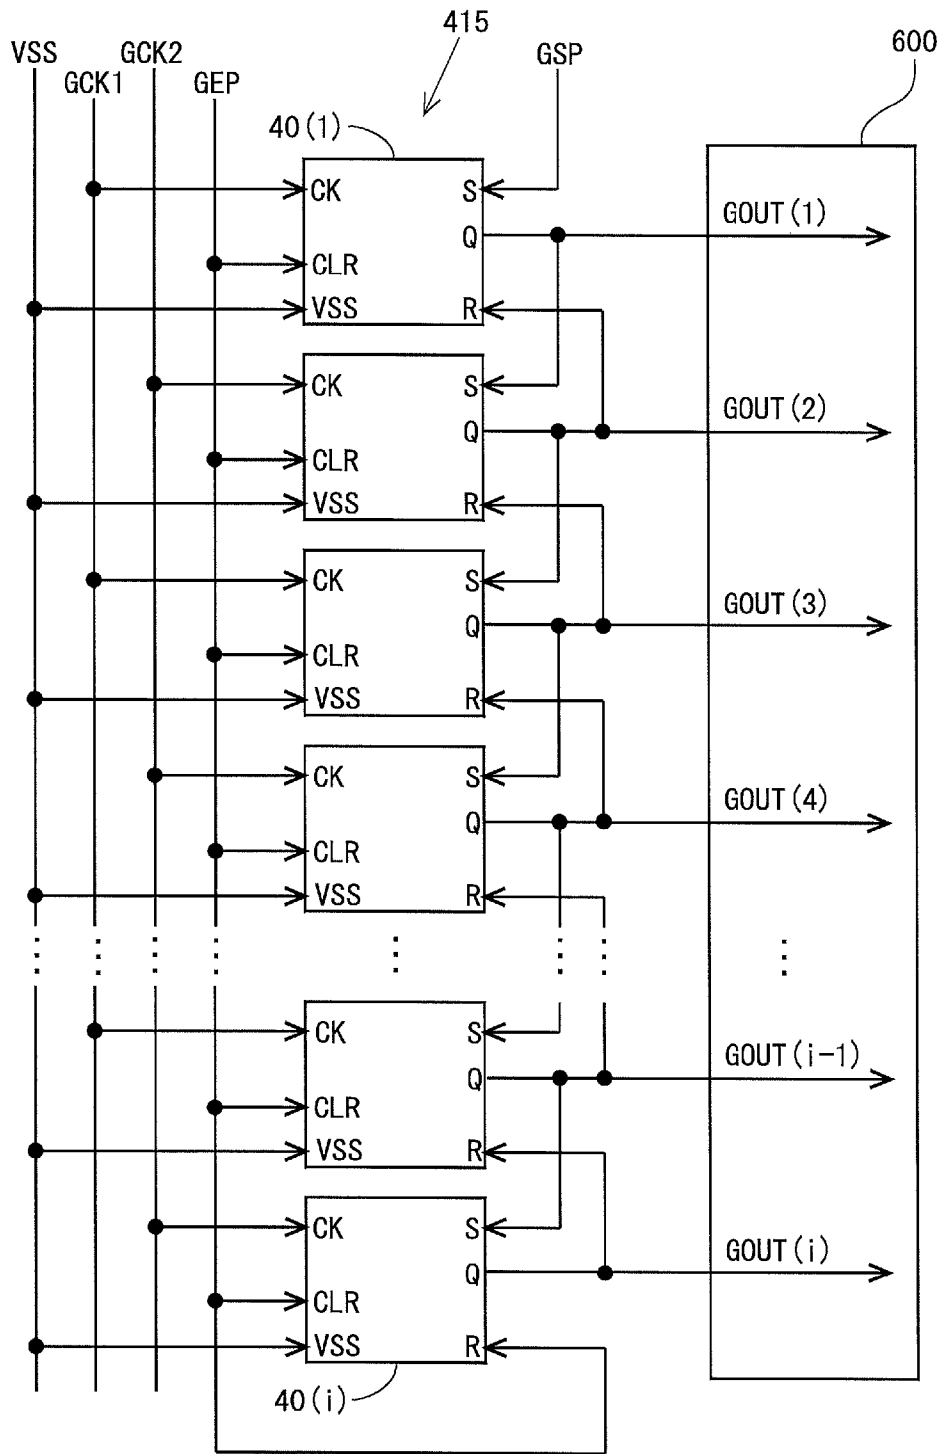 415
600
VSS
GCK2
GSP
GCK1
GEP
40(1)
CK
S
GOUT(1)
Q
CLR
VSS
R
CK
S
GOUT(2)
Q
CLR
VSS
R
CK
S
GOUT(3)
Q
CLR
VSS
R
CK
S
GOUT(4)
Q
CLR
VSS
R
CK
S
GOUT(i-1)
Q
CLR
VSS
R
CK
S
GOUT(i)
Q
CLR
VSS
R
40(i)